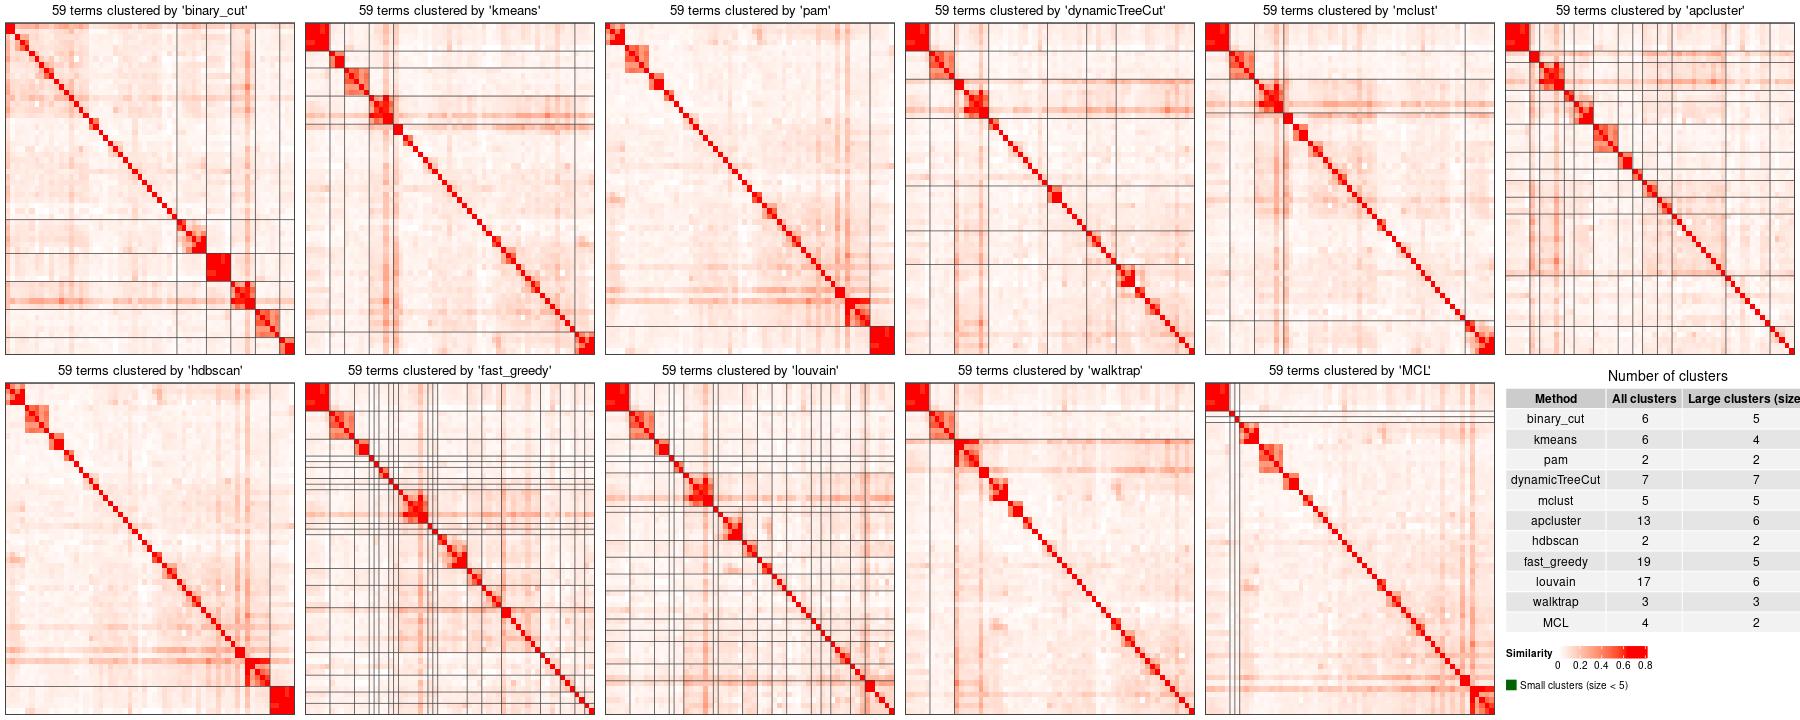 59 terms clustered by 'binary_cut'
59 terms clustered by 'kmeans'
59 terms clustered by 'pam'
59 terms clustered by 'dynamicTreeCut'
59 terms clustered by 'mclust'
59 terms clustered by 'apcluster'
59 terms clustered by 'hdbscan'
59 terms clustered by 'fast_greedy'
59 terms clustered by 'louvain'
59 terms clustered by 'walktrap'
59 terms clustered by 'MCL'
Number of clusters
Method All clusters Large clusters (size
binary_cut 6 5
kmeans 6 4
pam 2 2
dynamicTreeCut 7 7
mclust 5 5
apcluster 13 6
hdbscan 2 2
fast_greedy 19 5
louvain 17 6
walktrap 3 3
MCL 4 2
Similarity
0 0.2 0.4 0.6 0.8
Small clusters (size < 5)